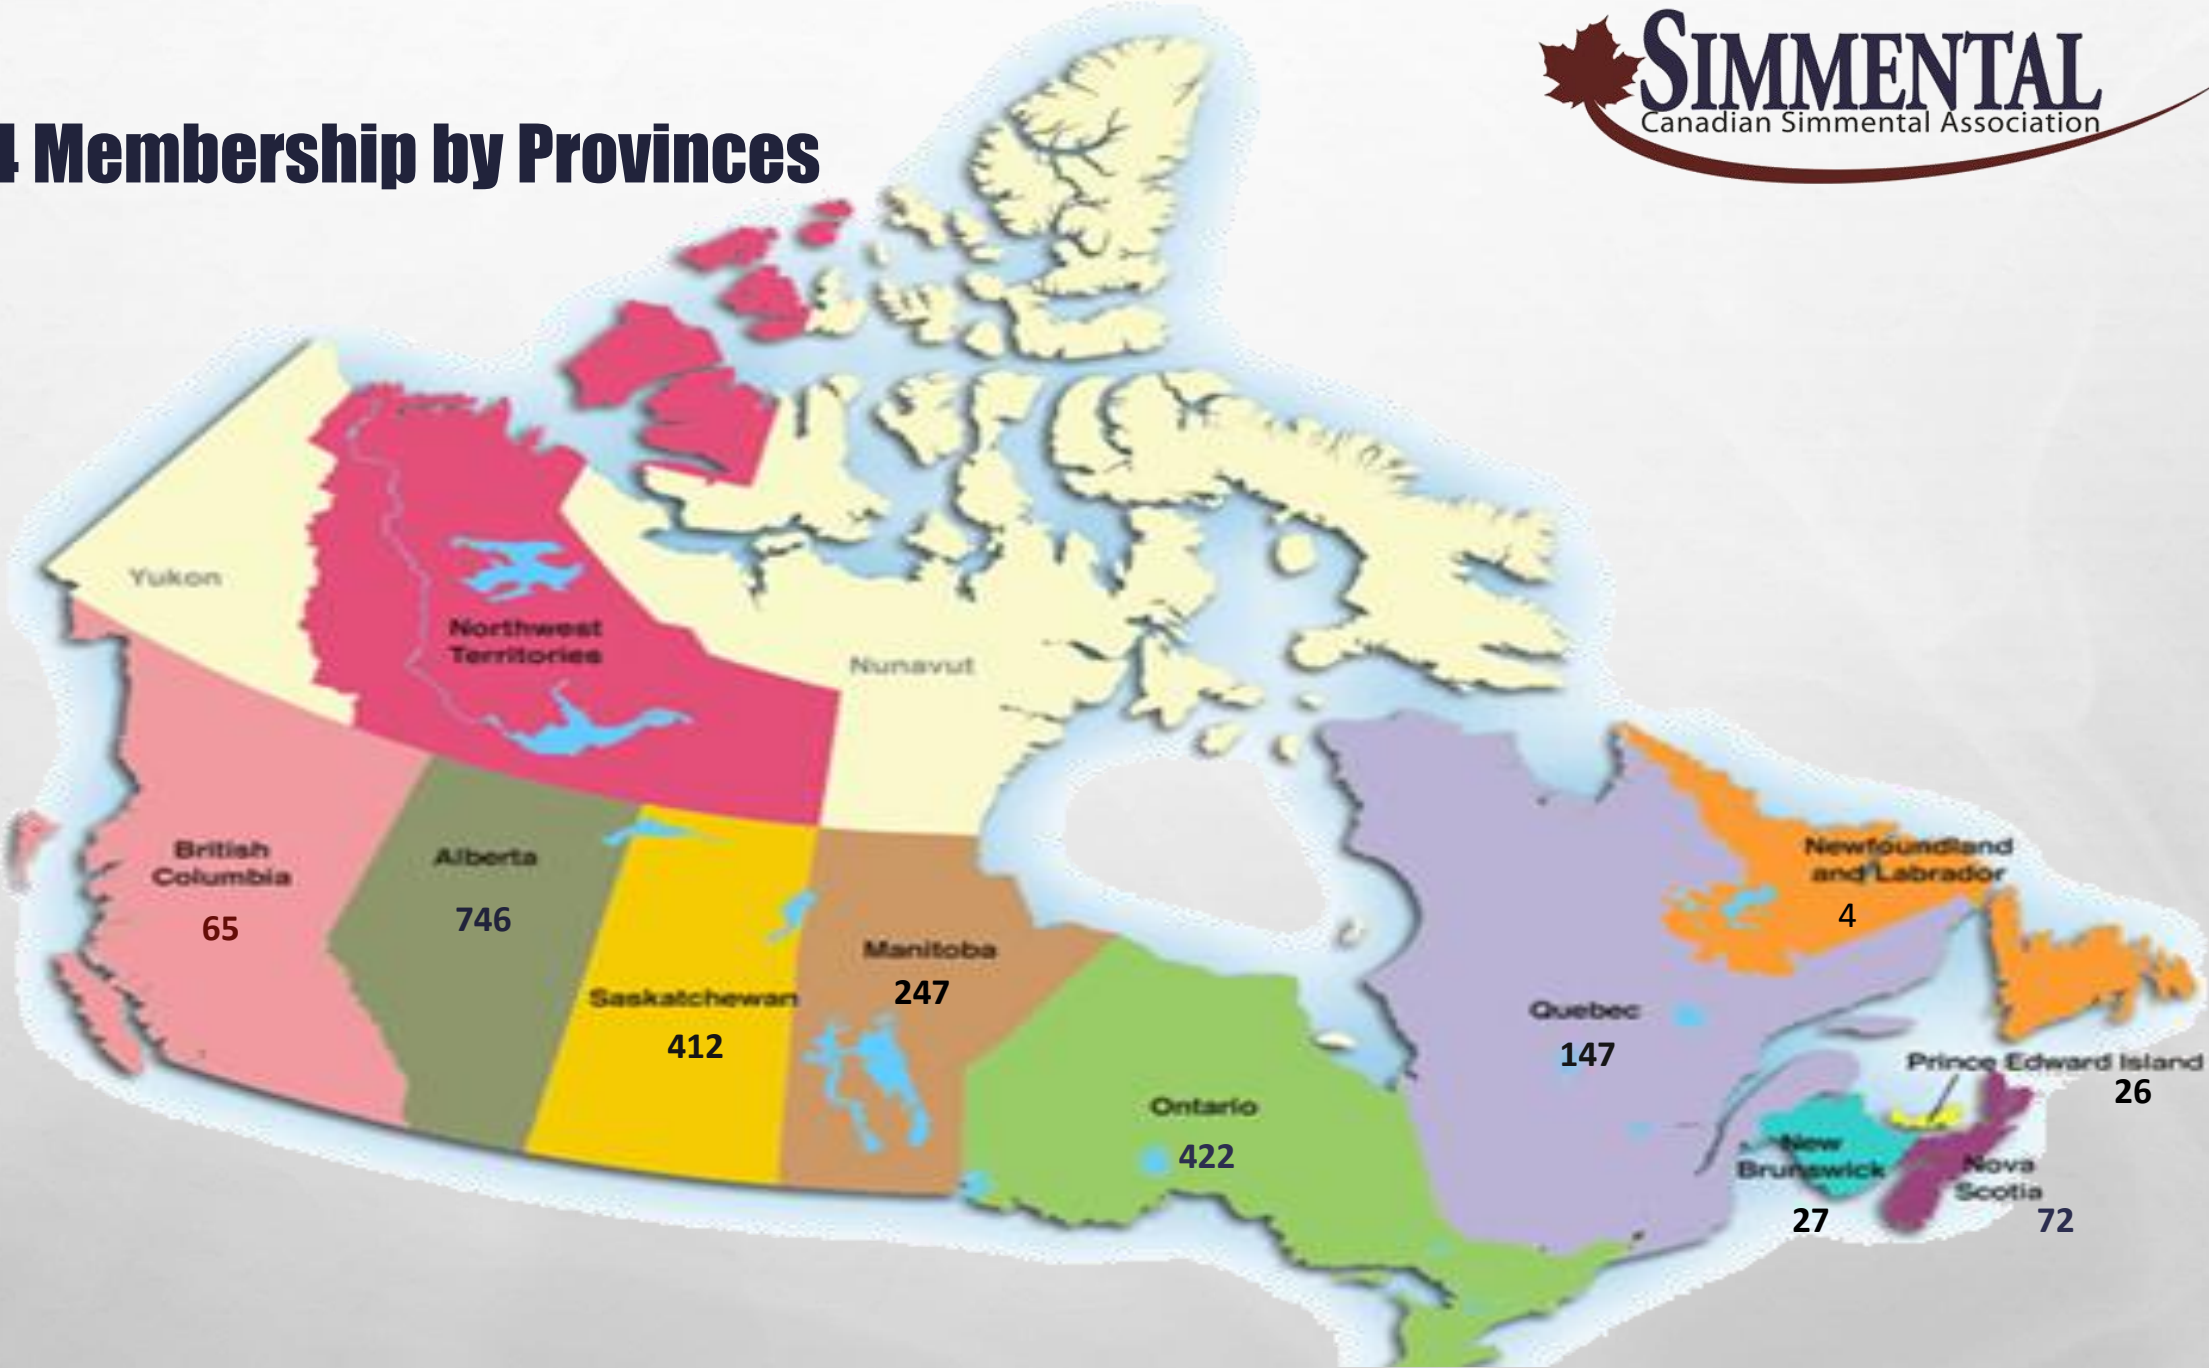 SIMMENTAL
Canadian Simmental Association
4 Membership by Provinces
Yukon
Northwest
Territories
Nunavut
British
Columbia
65
Alberta
746
Saskatchewan
412
Manitoba
247
Ontario
422
Quebec
147
Newfoundland
and Labrador
4
Prince Edward Island
26
New
Brunswick
27
Nova
Scotia
72